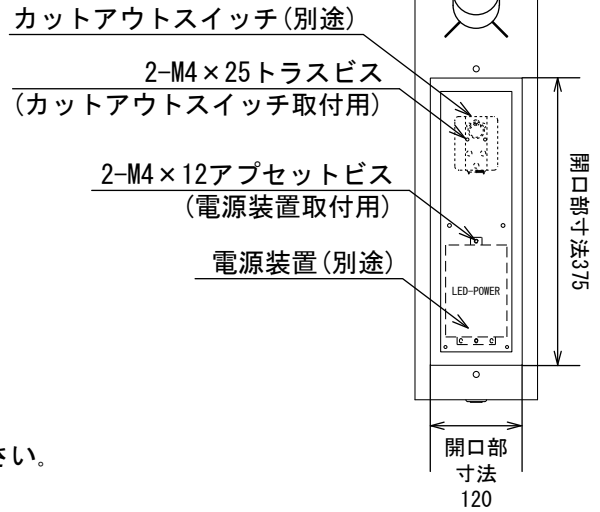 カットアウトスイッチ(別途)
2-M4×25トラスビス
(カットアウトスイッチ取付用)
2-M4×12アプセットビス
(電源装置取付用)
電源装置(別途)
LED-POWER
開口部寸法375
さい。
開口部
寸法
120